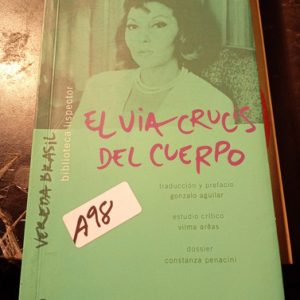 VEREDA BRASIL
biblioteca lispector
EL VIA CRUCIS
DEL CUERPO
traducción y prefacio
gonzalo aguilar
estudio crítico
vilma arêas
dossier
constanza penacini
A98